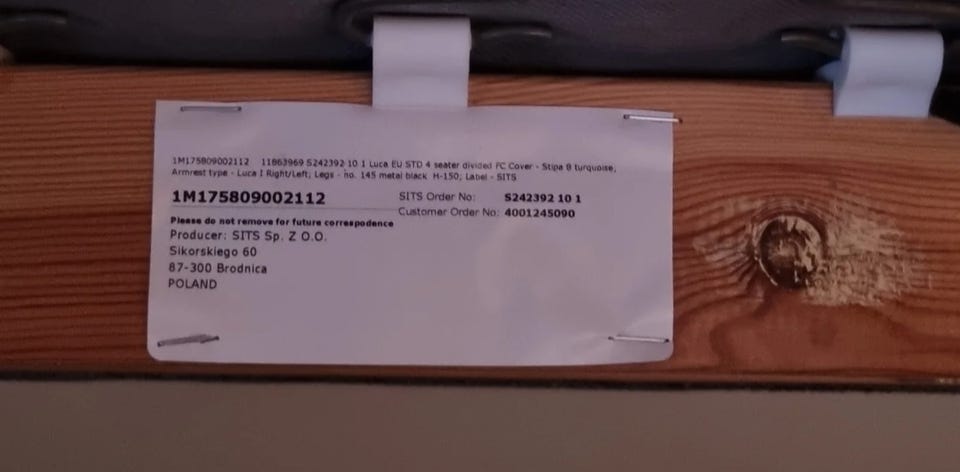 1M175809002112 11863969 S242392 10 1 Luca EU STD 4 seater divided FC Cover - Stipa 8 turquoise,
Armrest type - Luca I Right/Left; Legs - no. 145 metal black H-150; Label - SITS
1M175809002112
SITS Order No: S242392 10 1
Customer Order No: 4001245090
Please do not remove for future correspodence
Producer: SITS Sp. Z O.O.
Sikorskiego 60
87-300 Brodnica
POLAND